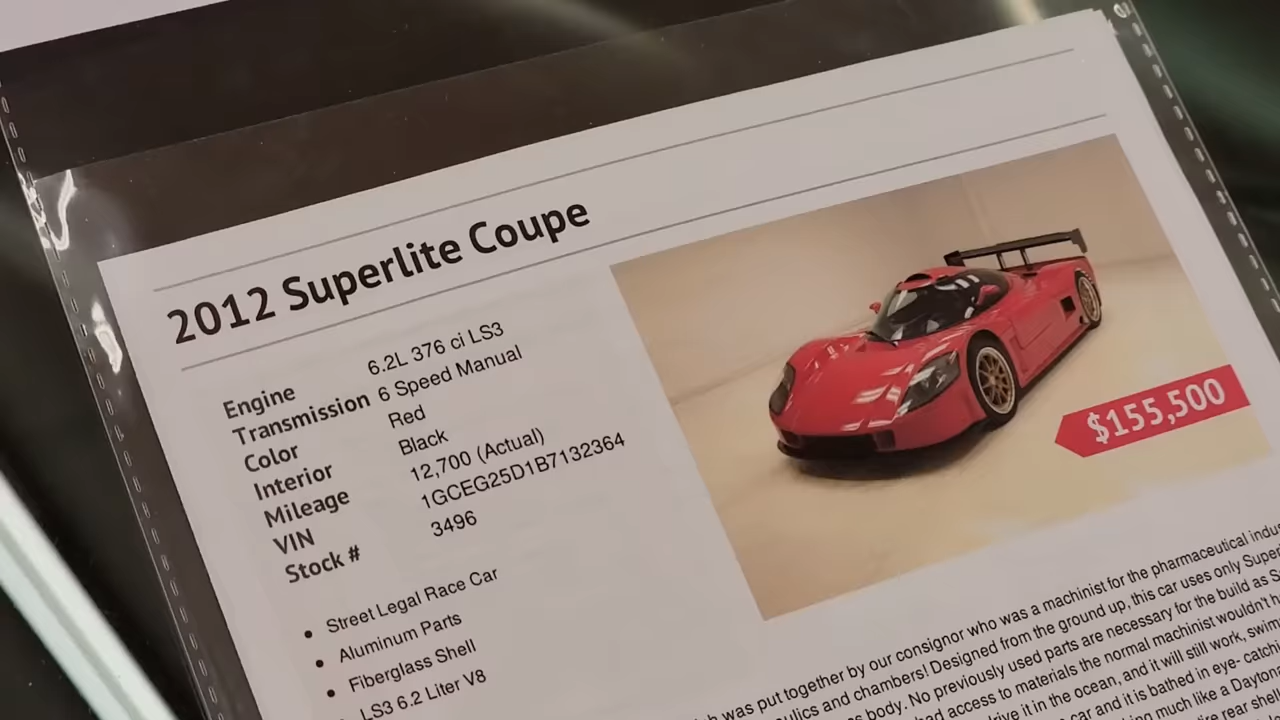 2012 Superlite Coupe
Engine 6.2L 376 ci LS3
Transmission 6 Speed Manual
Color Red
Interior Black
Mileage 12,700 (Actual)
VIN 1GCEG25D1B7132364
Stock # 3496
$155,500
• Street Legal Race Car
• Aluminum Parts
• Fiberglass Shell
LS3 6.2 Liter V8
was put together by our consignor who was a machinist for the pharmaceutical
and chambers! Designed from the ground up, this car uses only
body. No previously used parts are necessary for the build as
had access to materials the normal machinist wouldn't
drive it in the ocean, and it will still work,
car and it is bathed in eye-
much like a
the rear